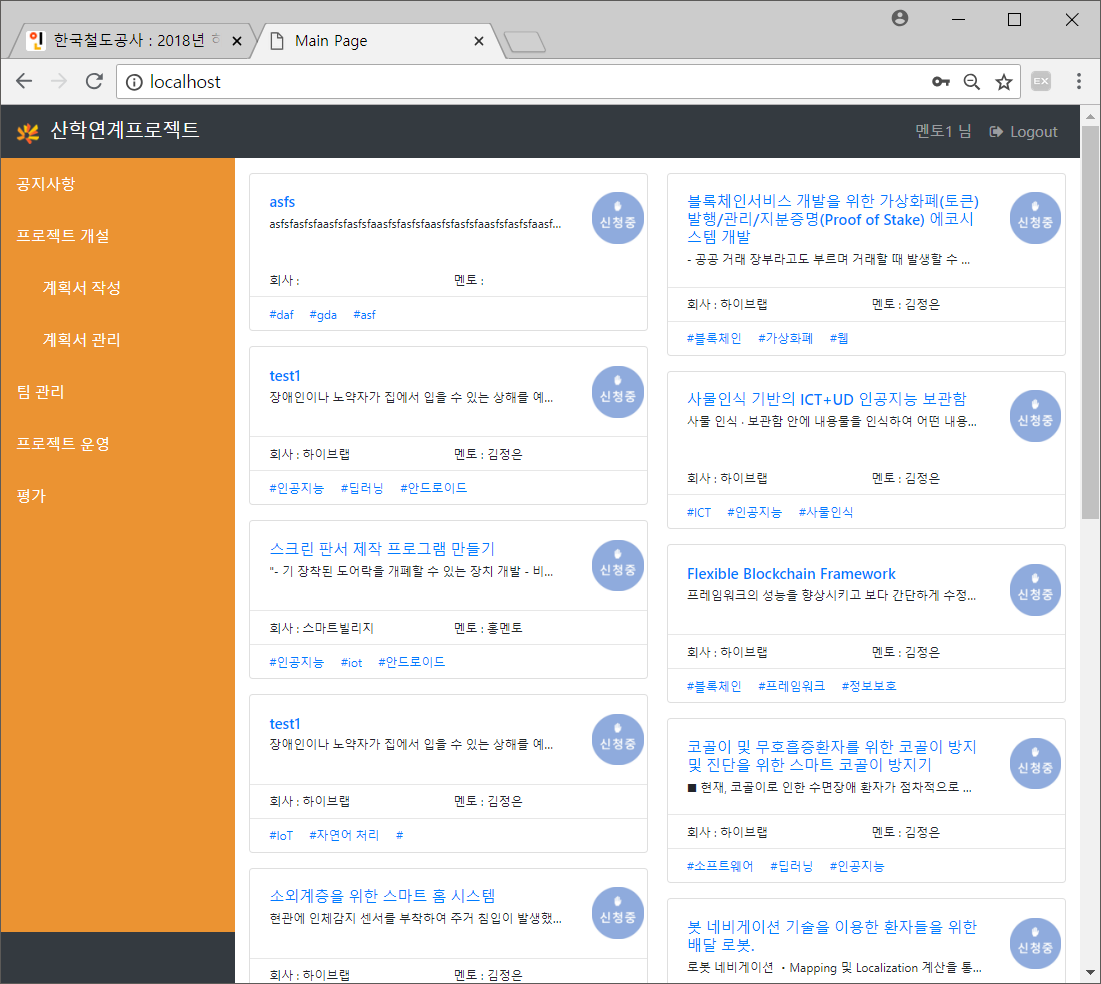 한국철도공사 : 2018년
Main Page
localhost
EX
산학연계프로젝트
멘토1 님
Logout
공지사항
프로젝트 개설
계획서 작성
계획서 관리
팀 관리
프로젝트 운영
평가
asfs
신청중
asfsfasfsfaasfsfasfsfaasfsfasfsfaasfsfasfsfaasfsfasfsfaasf...
회사 :
멘토 :
#daf #gda #asf
test1
신청중
장애인이나 노약자가 집에서 입을 수 있는 상해를 예...
회사 : 하이브랩
멘토 : 김정은
#인공지능 #딥러닝 #안드로이드
스크린 판서 제작 프로그램 만들기
신청중
"- 기 장착된 도어락을 개폐할 수 있는 장치 개발 - 비...
회사 : 스마트빌리지
멘토 : 홍멘토
#인공지능 #iot #안드로이드
test1
신청중
장애인이나 노약자가 집에서 입을 수 있는 상해를 예...
회사 : 하이브랩
멘토 : 김정은
#IoT #자연어 처리 #
소외계층을 위한 스마트 홈 시스템
신청중
현관에 인체감지 센서를 부착하여 주거 침입이 발생했...
회사 : 하이브랩
멘토 : 김정은
블록체인서비스 개발을 위한 가상화폐(토큰)
발행/관리/지분증명(Proof of Stake) 에코시
스템 개발
신청중
- 공공 거래 장부라고도 부르며 거래할 때 발생할 수 ...
회사 : 하이브랩
멘토 : 김정은
#블록체인 #가상화폐 #웹
사물인식 기반의 ICT+UD 인공지능 보관함
신청중
사물 인식 · 보관함 안에 내용물을 인식하여 어떤 내용...
회사 : 하이브랩
멘토 : 김정은
#ICT #인공지능 #사물인식
Flexible Blockchain Framework
신청중
프레임워크의 성능을 향상시키고 보다 간단하게 수정...
회사 : 하이브랩
멘토 : 김정은
#블록체인 #프레임워크 #정보보호
코골이 및 무호흡증환자를 위한 코골이 방지
및 진단을 위한 스마트 코골이 방지기
신청중
■ 현재, 코골이로 인한 수면장애 환자가 점차적으로 ...
회사 : 하이브랩
멘토 : 김정은
#소프트웨어 #딥러닝 #인공지능
봇 네비게이션 기술을 이용한 환자들을 위한
배달 로봇.
신청중
로봇 네비게이션 ・Mapping 및 Localization 계산을 통...